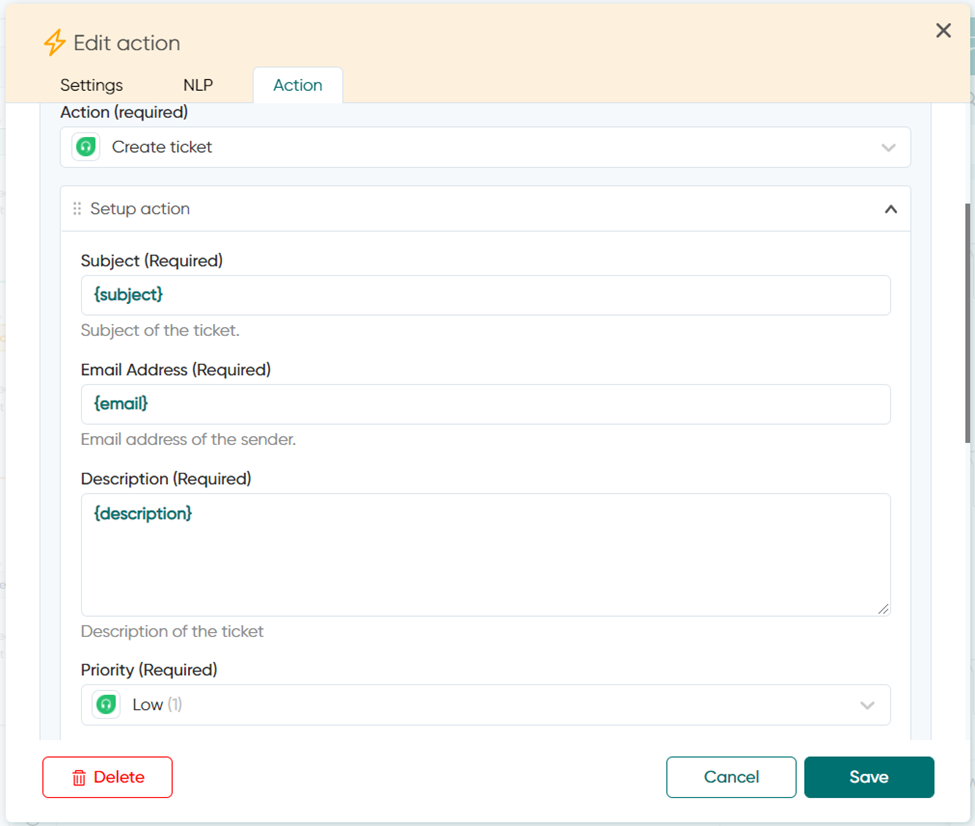 Edit action
Settings NLP Action
Action (required)
Create ticket
Setup action
Subject (Required)
{subject}
Subject of the ticket.
Email Address (Required)
{email}
Email address of the sender.
Description (Required)
{description}
Description of the ticket
Priority (Required)
Low (1)
Delete Cancel Save